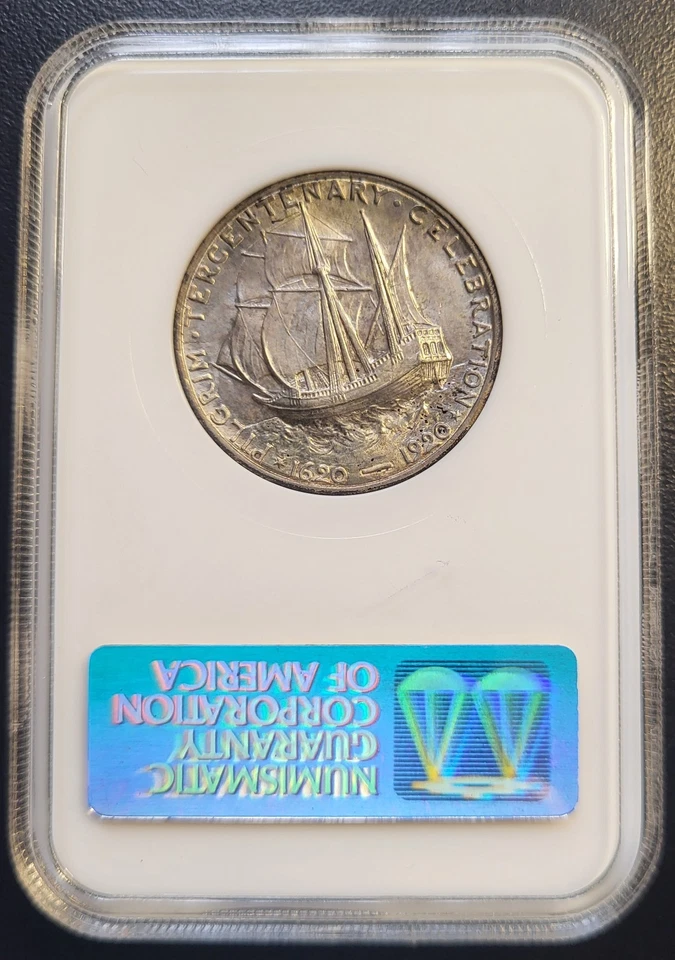 PILGRIM · TERCENTENARY · CELEBRATION
★ 1620 — 1920 ★
NUMISMATIC
GUARANTY
CORPORATION
OF AMERICA